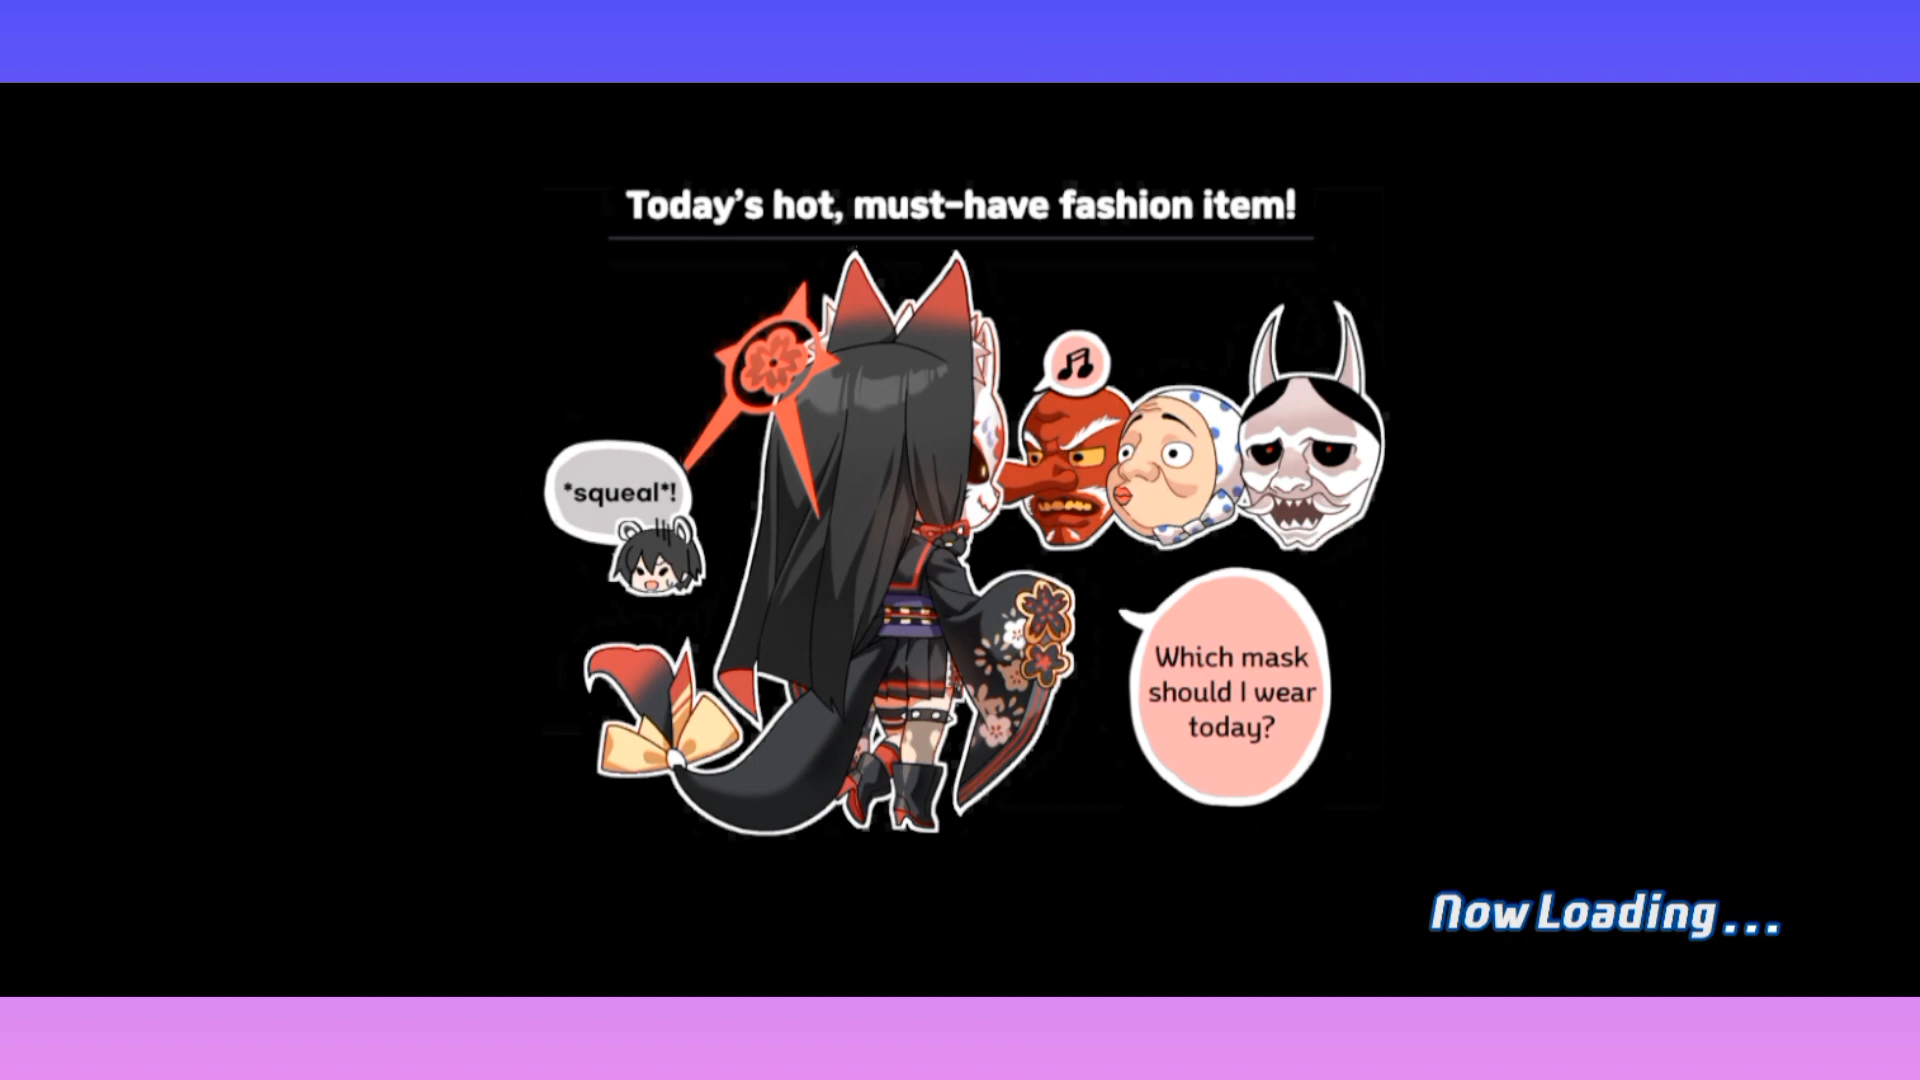 Today's hot, must-have fashion item!
*squeal*!
Which mask
should I wear
today?
Now Loading...